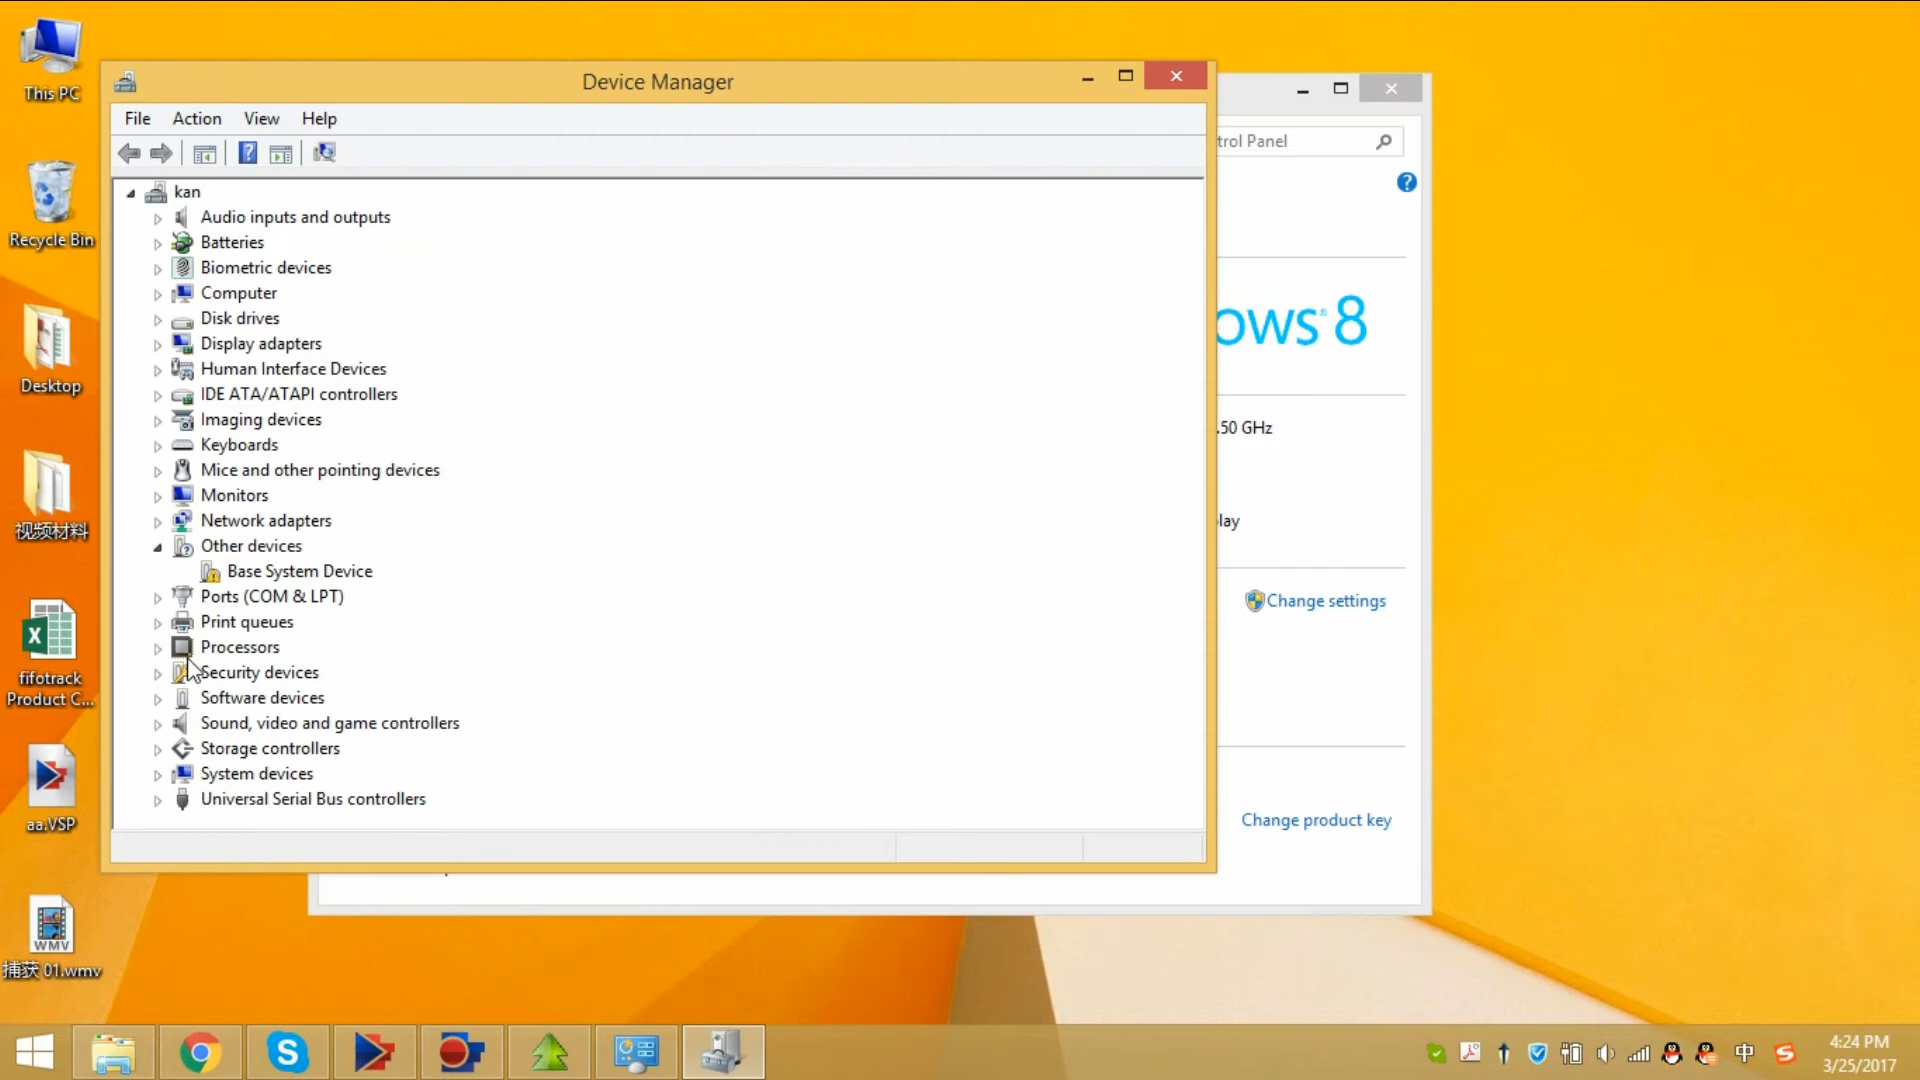 This PC
Recycle Bin
Desktop
视频材料
fifotrack
Product C...
aa.VSP
WMV
捕获 01.wmv
Device Manager
File Action View Help
kan
Audio inputs and outputs
Batteries
Biometric devices
Computer
Disk drives
Display adapters
Human Interface Devices
IDE ATA/ATAPI controllers
Imaging devices
Keyboards
Mice and other pointing devices
Monitors
Network adapters
Other devices
Base System Device
Ports (COM & LPT)
Print queues
Processors
Security devices
Software devices
Sound, video and game controllers
Storage controllers
System devices
Universal Serial Bus controllers
trol Panel
ows 8
.50 GHz
lay
Change settings
Change product key
中
4:24 PM
3/25/2017